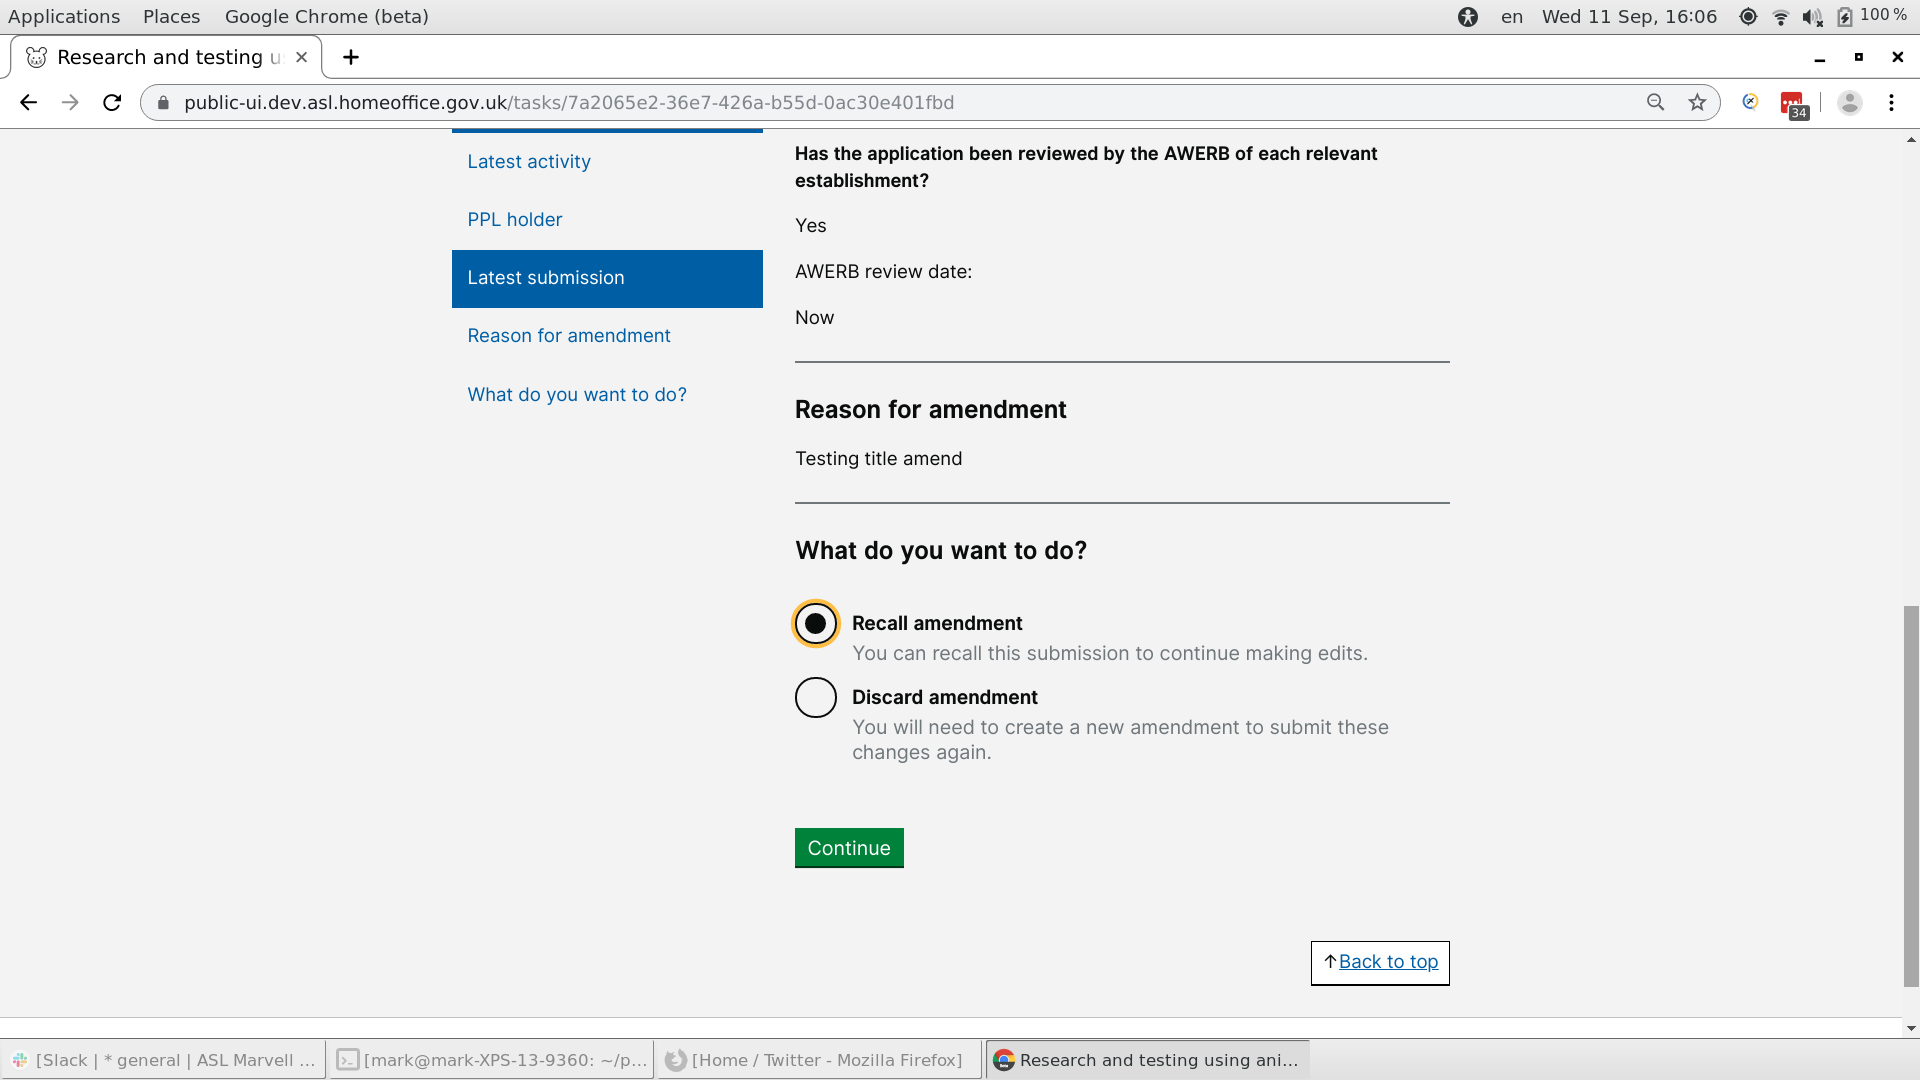 Applications Places Google Chrome (beta) en Wed 11 Sep, 16:06 100 %
Research and testing u
public-ui.dev.asl.homeoffice.gov.uk/tasks/7a2065e2-36e7-426a-b55d-0ac30e401fbd 34
Latest activity
PPL holder
Latest submission
Reason for amendment
What do you want to do?
Has the application been reviewed by the AWERB of each relevant
establishment?
Yes
AWERB review date:
Now
Reason for amendment
Testing title amend
What do you want to do?
Recall amendment
You can recall this submission to continue making edits.
Discard amendment
You will need to create a new amendment to submit these
changes again.
Continue
↑Back to top
[Slack | * general | ASL Marvell ... [mark@mark-XPS-13-9360: ~/p... [Home / Twitter - Mozilla Firefox] Research and testing using ani...